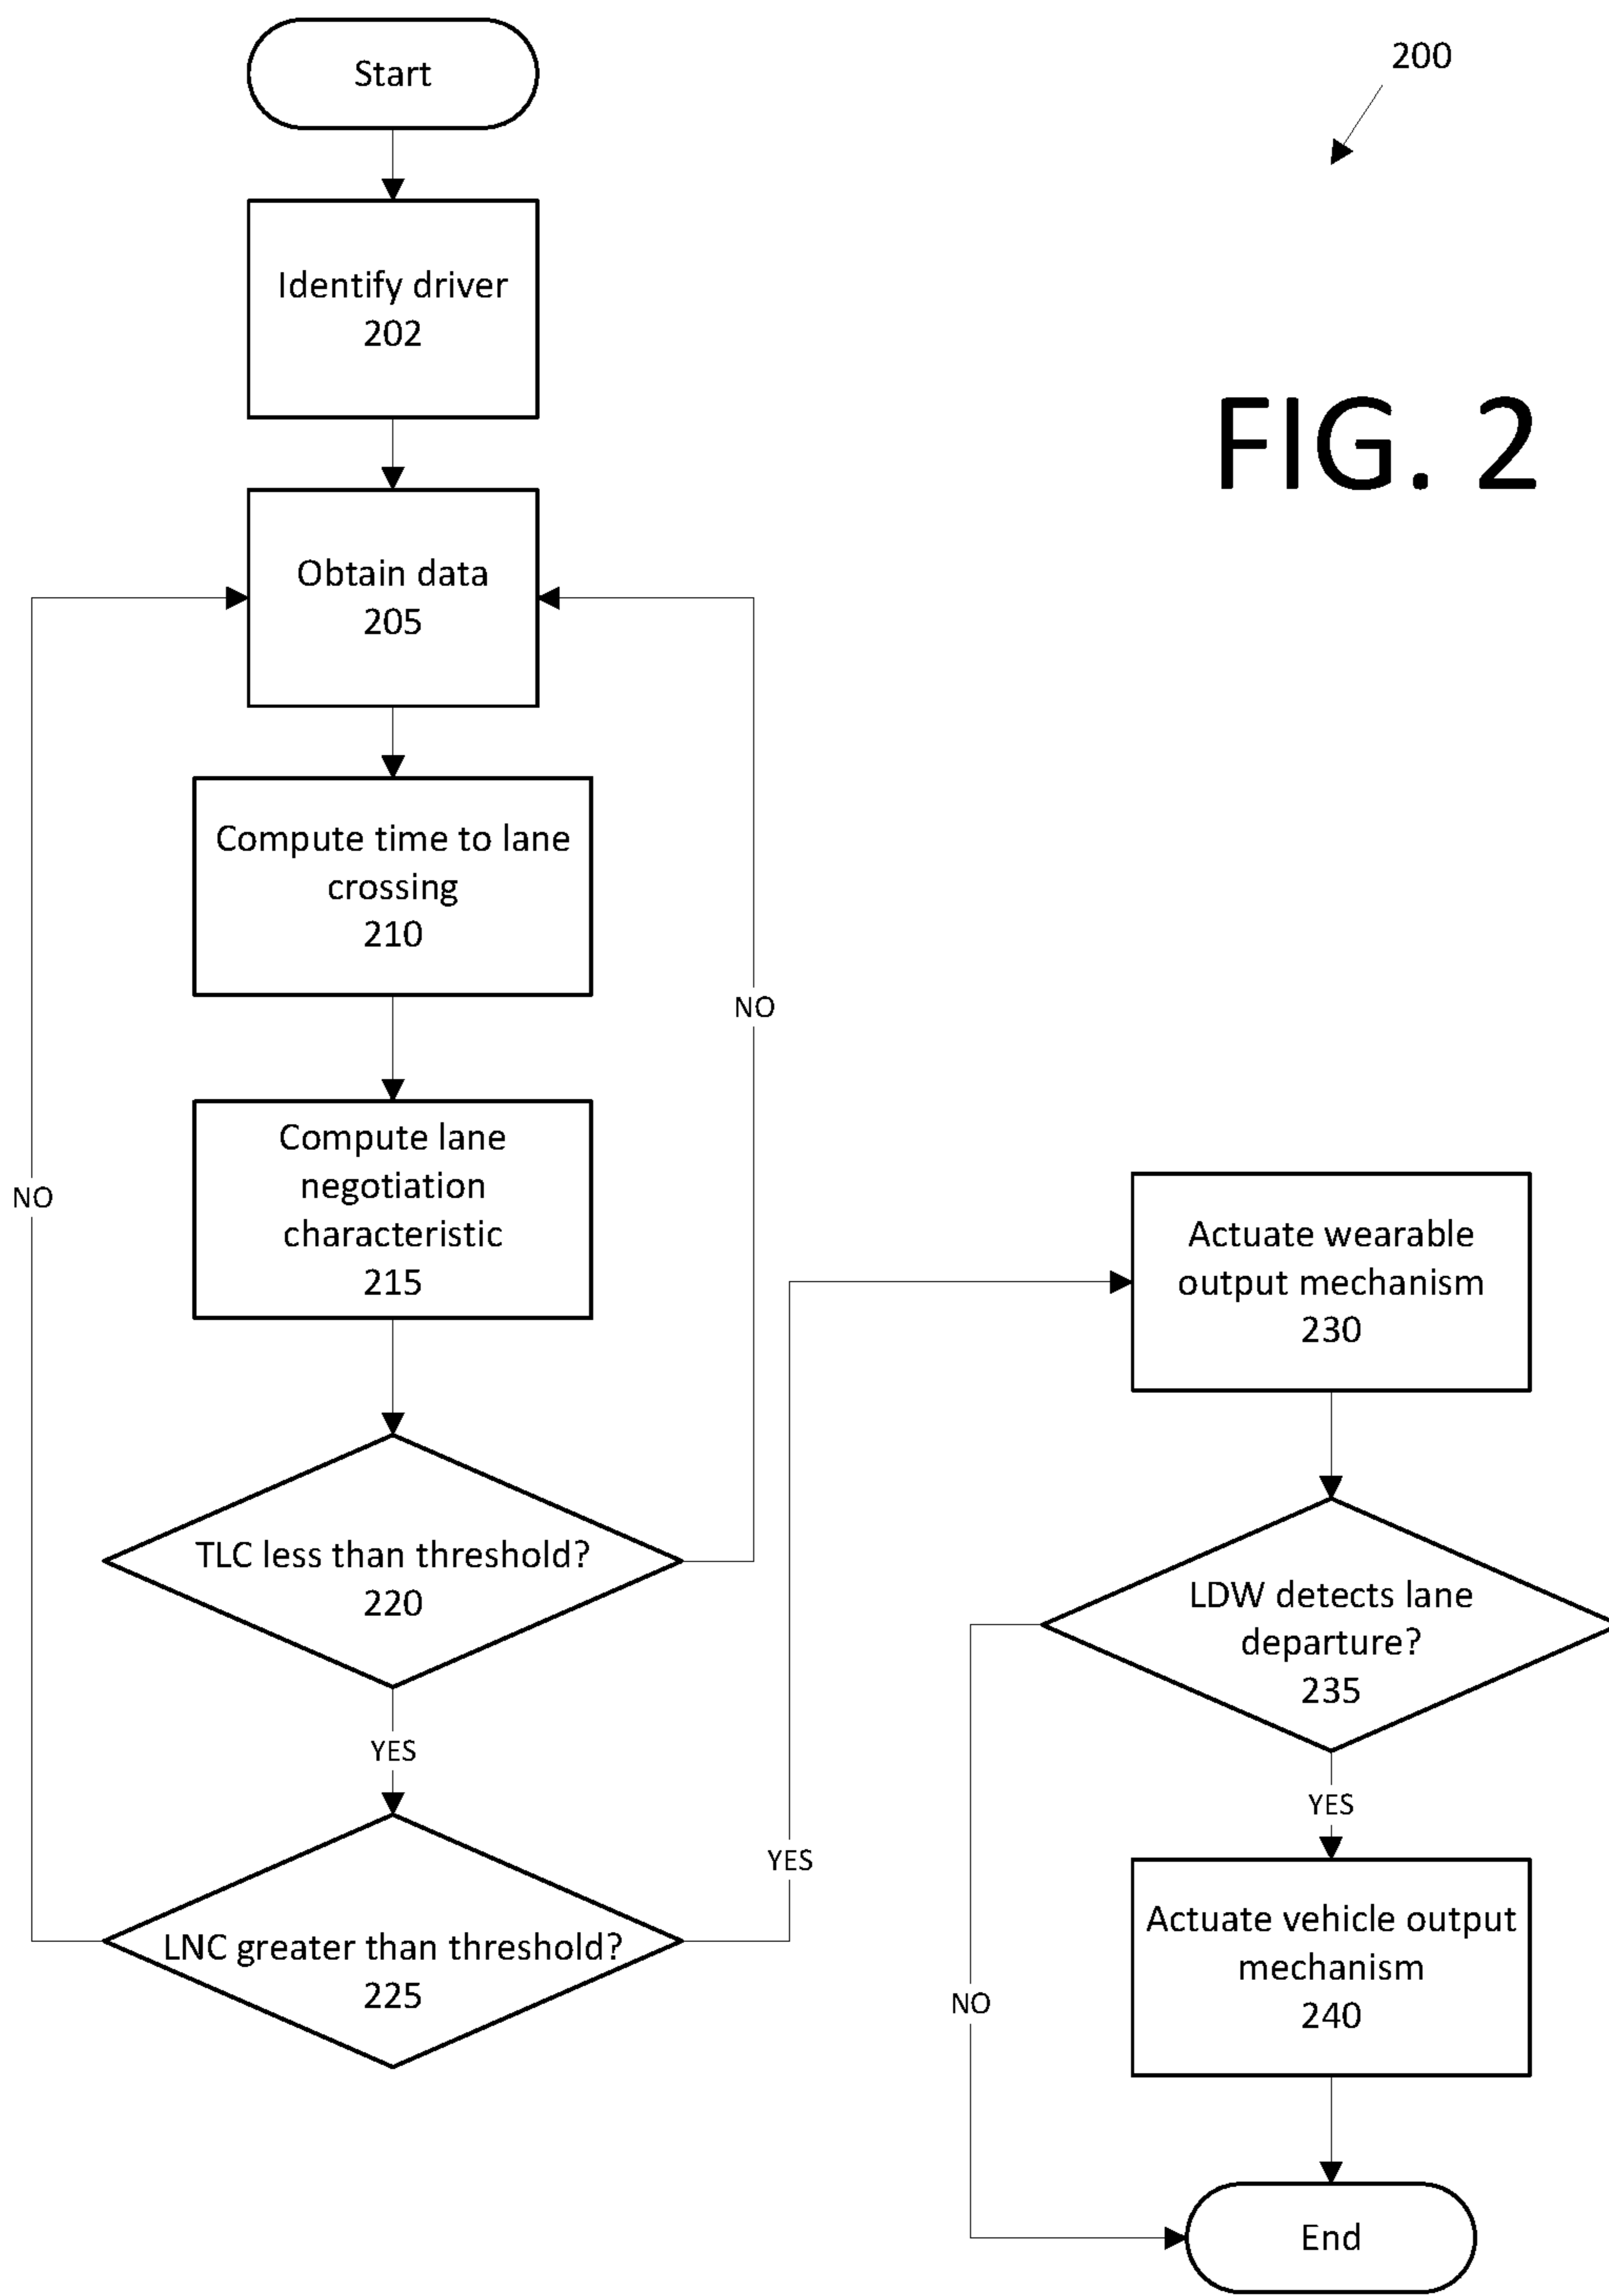 Start
200
Identify driver
202
FIG. 2
Obtain data
205
Compute time to lane
crossing
210
NO
Compute lane
negotiation
characteristic
215
NO
Actuate wearable
output mechanism
230
TLC less than threshold?
220
LDW detects lane
departure?
235
YES
YES
YES
LNC greater than threshold?
225
Actuate vehicle output
mechanism
240
NO
End